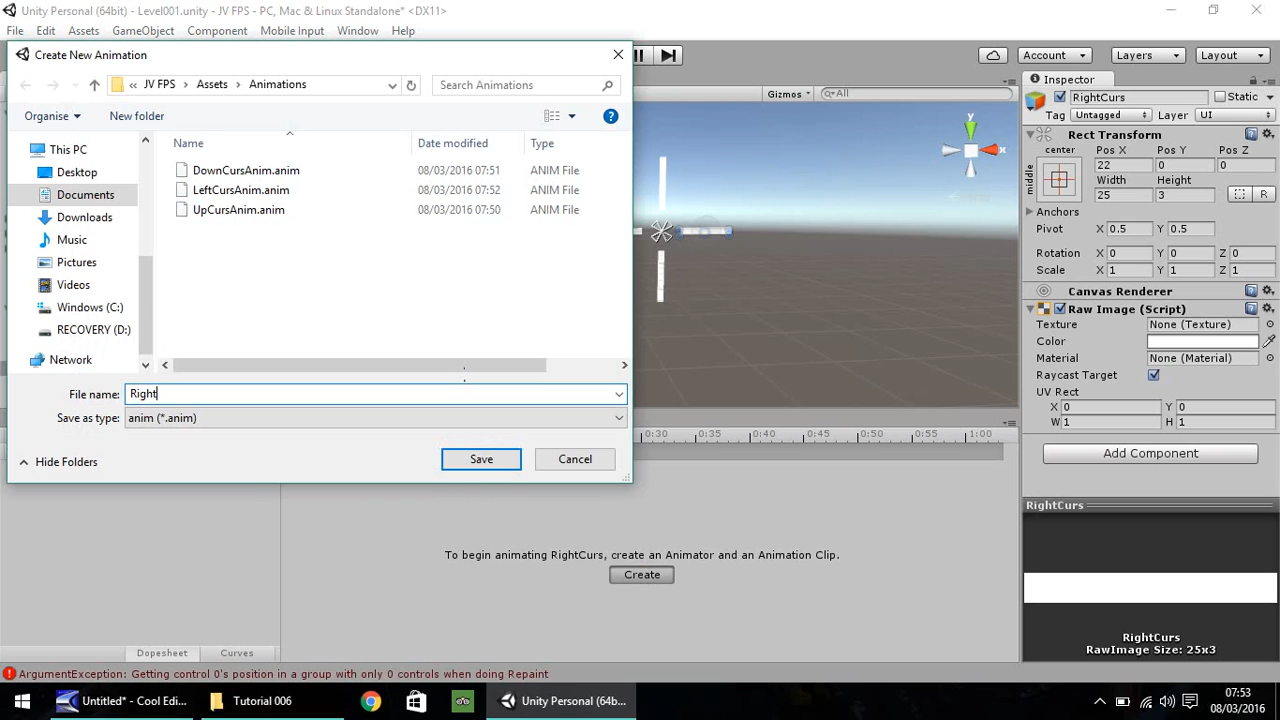 Unity Personal (64bit) - Level001.unity - JV FPS - PC, Mac & Linux Standalone* <DX11>
File Edit Assets GameObject Component Mobile Input Window Help
Create New Animation
Account Layers Layout
JV FPS Assets Animations Search Animations
Gizmos All
Inspector
RightCurs Static
Tag Untagged Layer UI
Organise New folder
Name Date modified Type
This PC
Desktop
Documents
Downloads
Music
Pictures
Videos
Windows (C:)
RECOVERY (D:)
Network
DownCursAnim.anim 08/03/2016 07:51 ANIM File
LeftCursAnim.anim 08/03/2016 07:52 ANIM File
UpCursAnim.anim 08/03/2016 07:50 ANIM File
y
x
Rect Transform
center Pos X Pos Y Pos Z
middle 22 0 0
Width Height
25 3 R
Anchors
Pivot X 0.5 Y 0.5
Rotation X 0 Y 0 Z 0
Scale X 1 Y 1 Z 1
Canvas Renderer
Raw Image (Script)
Texture None (Texture)
Color
Material None (Material)
Raycast Target
UV Rect
X 0 Y 0
W 1 H 1
Add Component
File name: Right
Save as type: anim (*.anim)
Hide Folders Save Cancel
0:30 0:35 0:40 0:45 0:50 0:55 1:00
To begin animating RightCurs, create an Animator and an Animation Clip.
Create
RightCurs
RightCurs
RawImage Size: 25x3
Dopesheet Curves
ArgumentException: Getting control 0's position in a group with only 0 controls when doing Repaint
Untitled* - Cool Edi... Tutorial 006 Unity Personal (64b... 07:53
08/03/2016